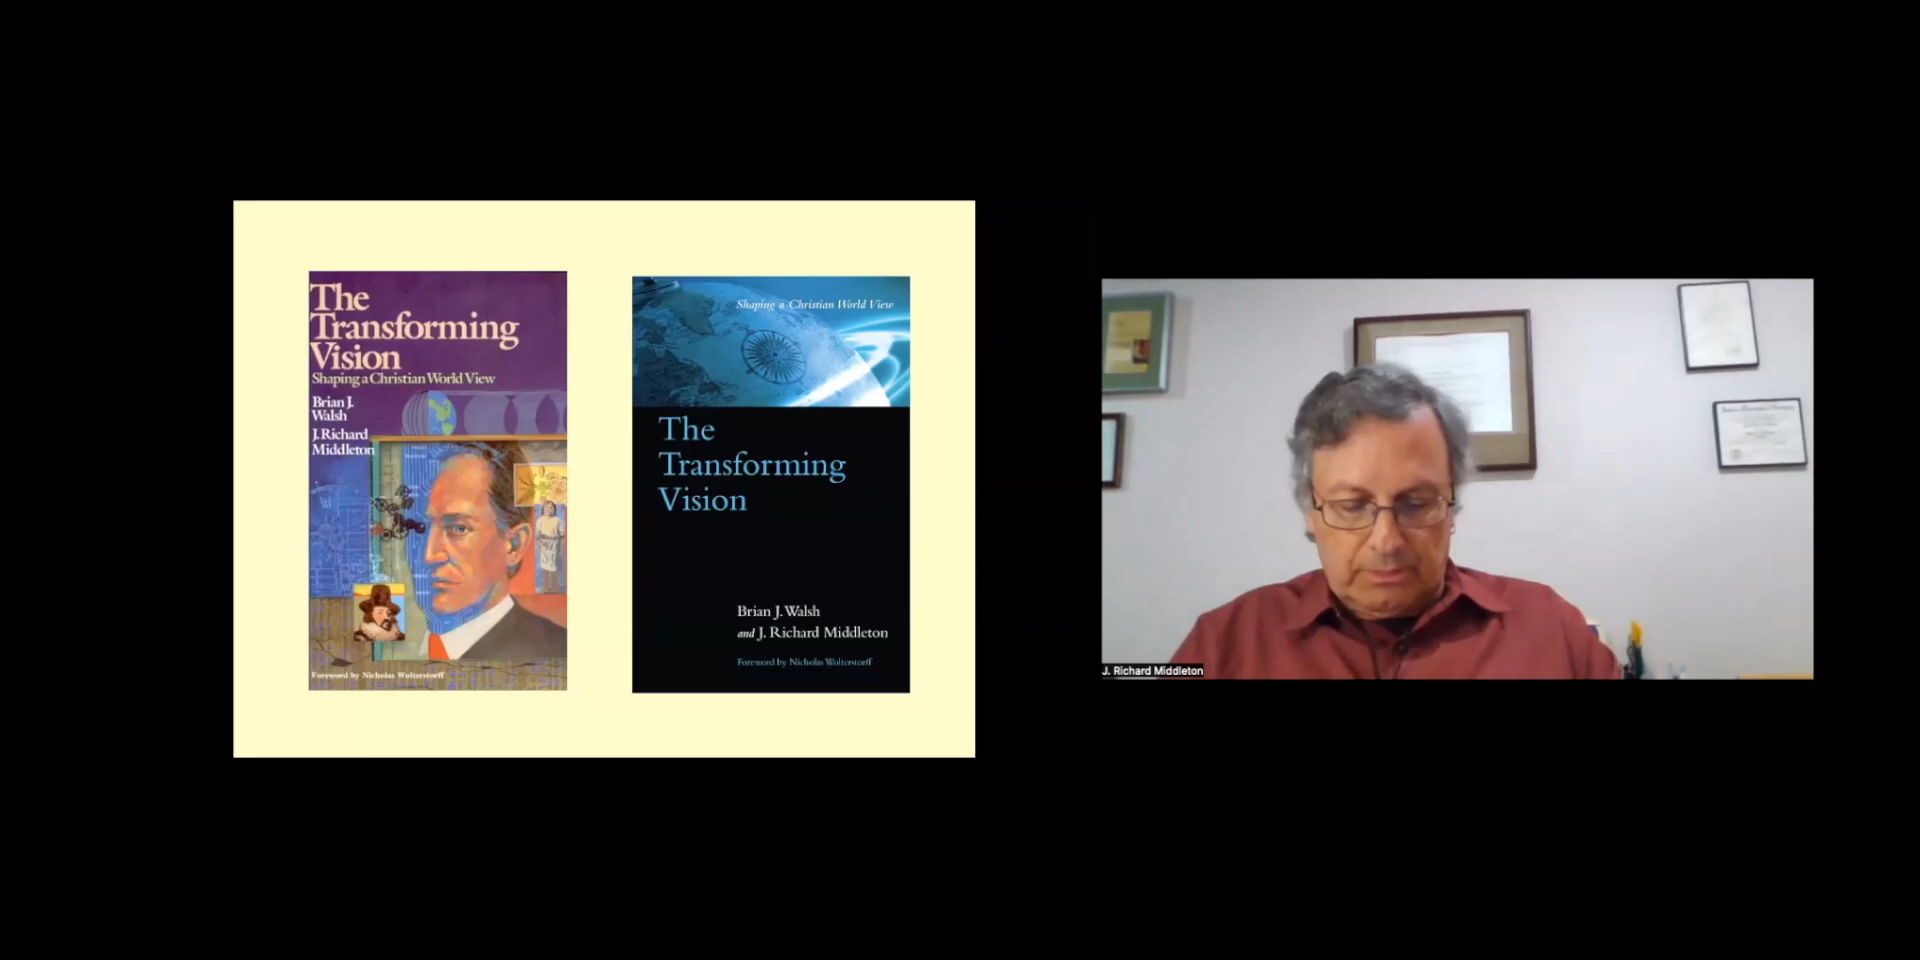 The
Transforming
Vision
Shaping a Christian World View
Brian J.
Walsh
J. Richard
Middleton
Foreword by Nicholas Wolterstorff
Shaping a Christian World View
The
Transforming
Vision
Brian J. Walsh
and J. Richard Middleton
Foreword by Nicholas Wolterstorff
J. Richard Middleton